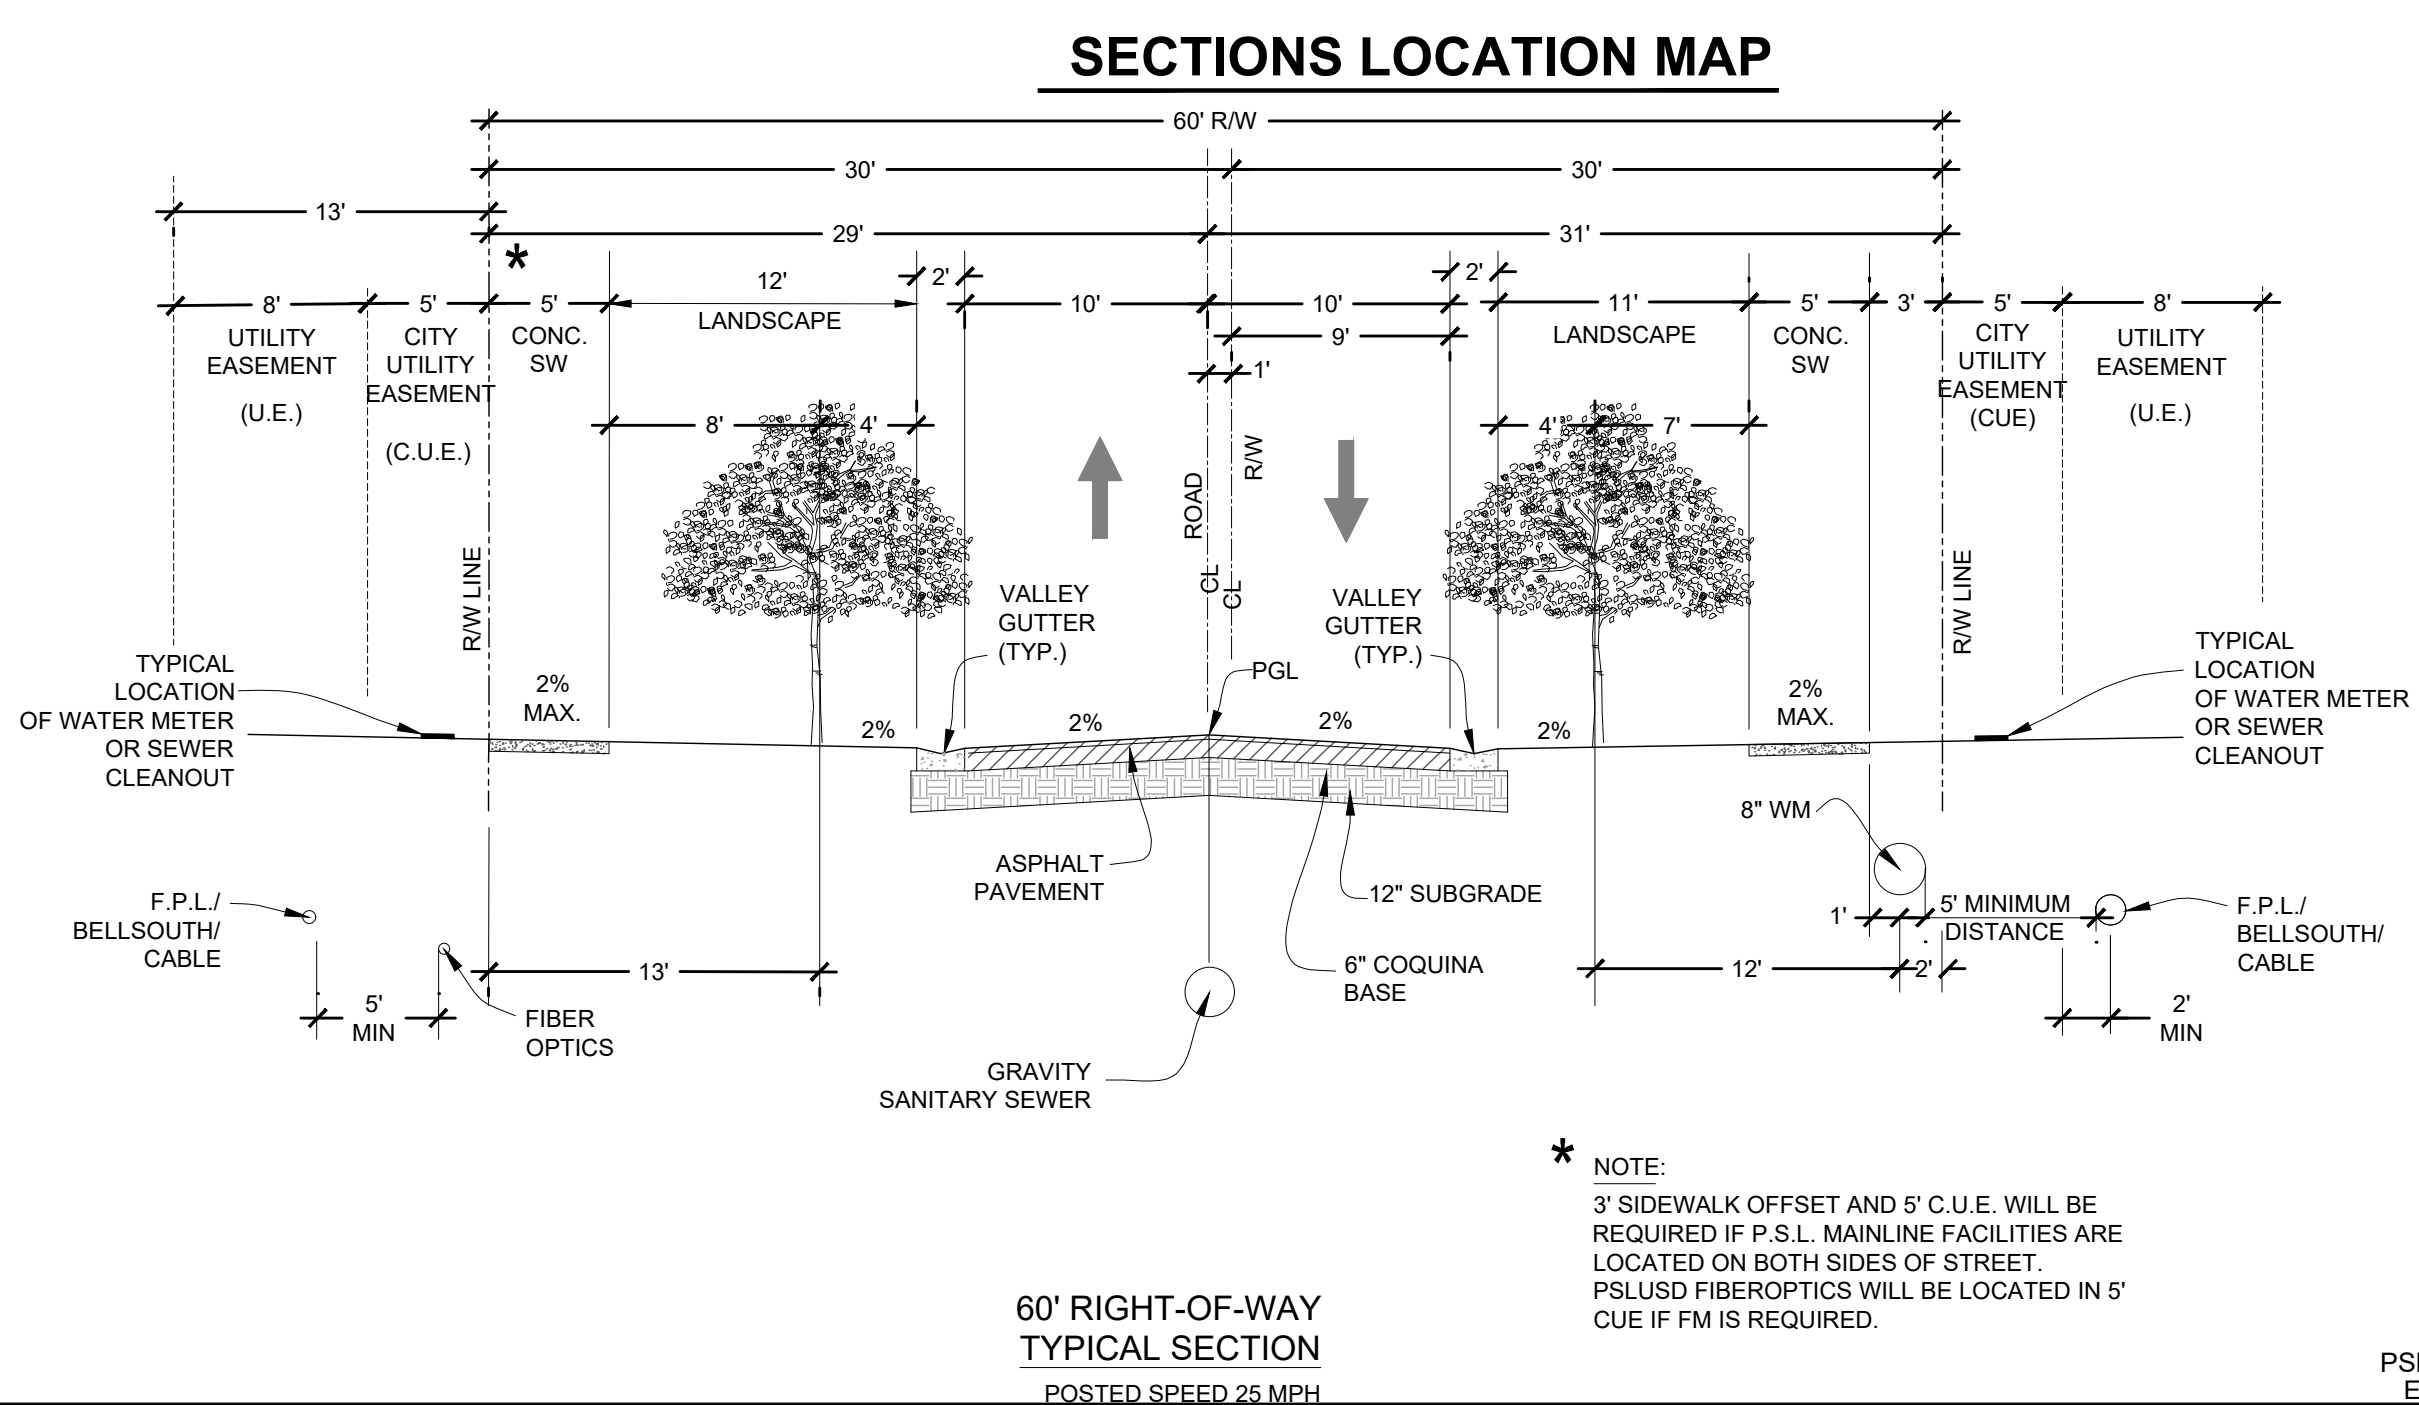 SECTIONS LOCATION MAP
60' R/W
30'
30'
13'
29'
31'
*
8'
UTILITY
EASEMENT
(U.E.)
5'
CITY
UTILITY
EASEMENT
(C.U.E.)
5'
CONC.
SW
12'
LANDSCAPE
2'
10'
10'
9'
1'
2'
11'
LANDSCAPE
5'
CONC.
SW
3'
5'
CITY
UTILITY
EASEMENT
(CUE)
8'
UTILITY
EASEMENT
(U.E.)
8'
4'
4'
7'
R/W LINE
ROAD
CL
R/W
CL
R/W LINE
VALLEY
GUTTER
(TYP.)
VALLEY
GUTTER
(TYP.)
PGL
TYPICAL
LOCATION
OF WATER METER
OR SEWER
CLEANOUT
2%
MAX.
2%
2%
2%
2%
2%
MAX.
TYPICAL
LOCATION
OF WATER METER
OR SEWER
CLEANOUT
8" WM
ASPHALT
PAVEMENT
12" SUBGRADE
6" COQUINA
BASE
F.P.L./
BELLSOUTH/
CABLE
1'
5' MINIMUM
DISTANCE
F.P.L./
BELLSOUTH/
CABLE
13'
12'
2'
5'
MIN
FIBER
OPTICS
2'
MIN
GRAVITY
SANITARY SEWER
*
NOTE:
3' SIDEWALK OFFSET AND 5' C.U.E. WILL BE
REQUIRED IF P.S.L. MAINLINE FACILITIES ARE
LOCATED ON BOTH SIDES OF STREET.
PSLUSD FIBEROPTICS WILL BE LOCATED IN 5'
CUE IF FM IS REQUIRED.
60' RIGHT-OF-WAY
TYPICAL SECTION
POSTED SPEED 25 MPH